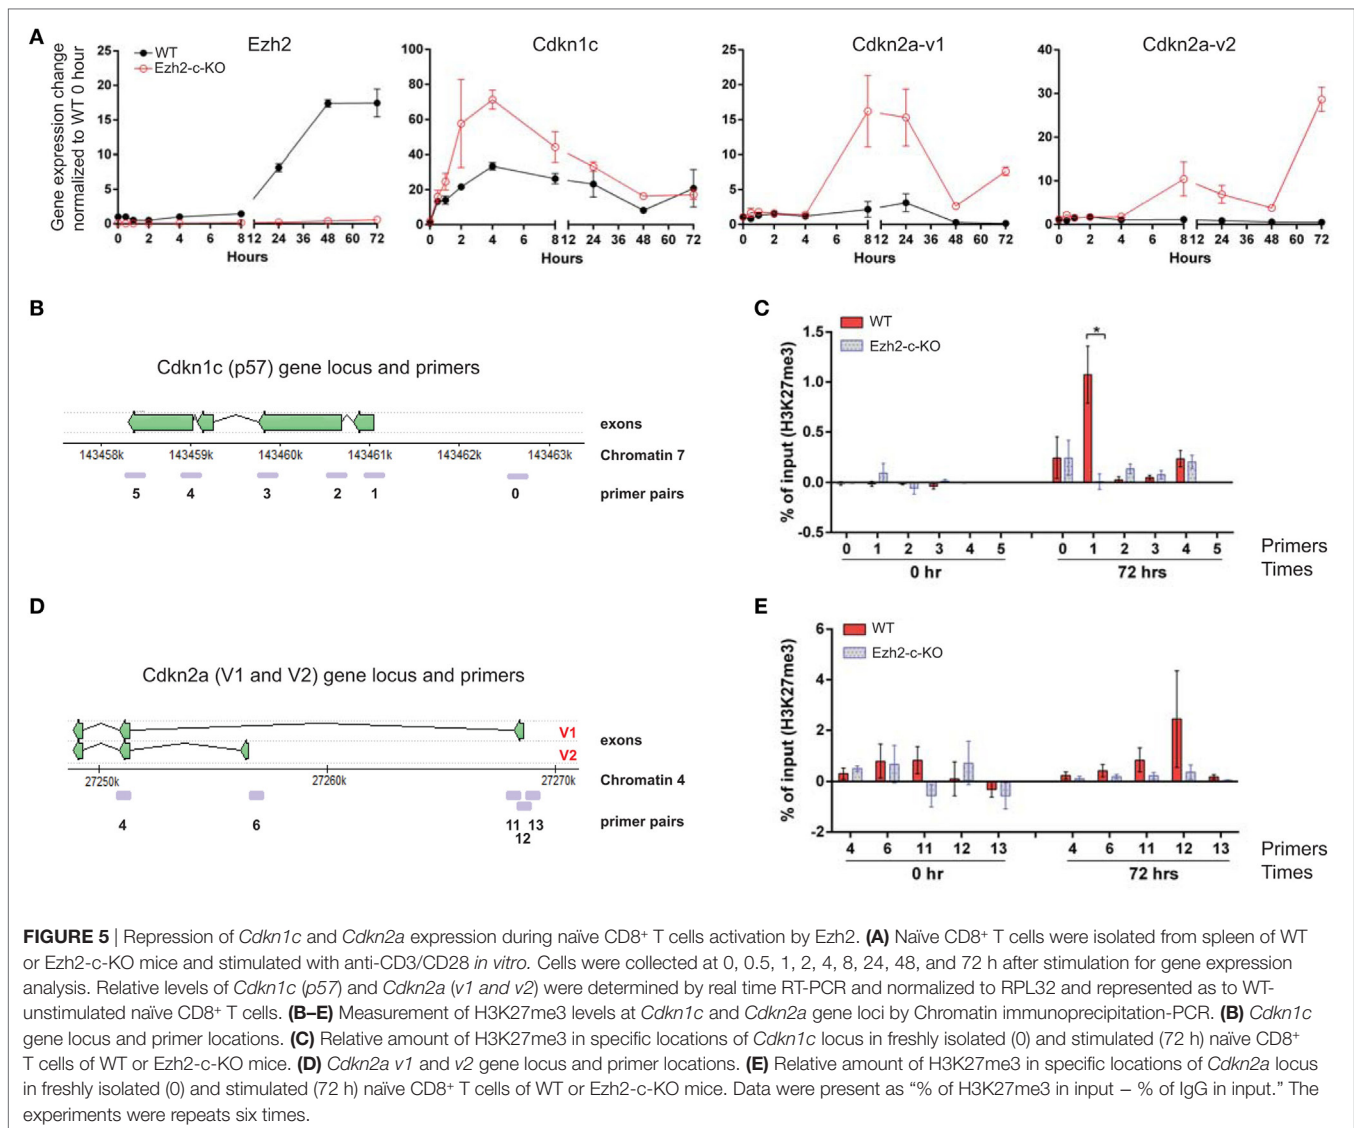 A
Ezh2
Cdkn1c
Cdkn2a-v1
Cdkn2a-v2
Gene expression change
normalized to WT 0 hour
WT
Ezh2-c-KO
25
20
15
10
5
0
0 2 4 6 8 12 24 36 48 60 72
Hours
100
80
60
40
20
0
0 2 4 6 8 12 24 36 48 60 72
Hours
25
20
15
10
5
0
0 2 4 6 8 12 24 36 48 60 72
Hours
40
30
20
10
0
0 2 4 6 8 12 24 36 48 60 72
Hours
B
Cdkn1c (p57) gene locus and primers
exons
143458k 143459k 143460k 143461k 143462k 143463k
Chromatin 7
5 4 3 2 1 0
primer pairs
C
WT
Ezh2-c-KO
% of input (H3K27me3)
1.5
1.0
0.5
0.0
-0.5
*
0 1 2 3 4 5 0 1 2 3 4 5
Primers
0 hr 72 hrs
Times
D
Cdkn2a (V1 and V2) gene locus and primers
V1
V2
exons
27250k 27260k 27270k
Chromatin 4
4 6 11 13
12
primer pairs
E
WT
Ezh2-c-KO
% of input (H3K27me3)
6
4
2
0
-2
4 6 11 12 13 4 6 11 12 13
Primers
0 hr 72 hrs
Times
FIGURE 5 | Repression of Cdkn1c and Cdkn2a expression during naïve CD8⁺ T cells activation by Ezh2. (A) Naïve CD8⁺ T cells were isolated from spleen of WT
or Ezh2-c-KO mice and stimulated with anti-CD3/CD28 in vitro. Cells were collected at 0, 0.5, 1, 2, 4, 8, 24, 48, and 72 h after stimulation for gene expression
analysis. Relative levels of Cdkn1c (p57) and Cdkn2a (v1 and v2) were determined by real time RT-PCR and normalized to RPL32 and represented as to WT-
unstimulated naïve CD8⁺ T cells. (B–E) Measurement of H3K27me3 levels at Cdkn1c and Cdkn2a gene loci by Chromatin immunoprecipitation-PCR. (B) Cdkn1c
gene locus and primer locations. (C) Relative amount of H3K27me3 in specific locations of Cdkn1c locus in freshly isolated (0) and stimulated (72 h) naïve CD8⁺
T cells of WT or Ezh2-c-KO mice. (D) Cdkn2a v1 and v2 gene locus and primer locations. (E) Relative amount of H3K27me3 in specific locations of Cdkn2a locus
in freshly isolated (0) and stimulated (72 h) naïve CD8⁺ T cells of WT or Ezh2-c-KO mice. Data were present as “% of H3K27me3 in input – % of IgG in input.” The
experiments were repeats six times.